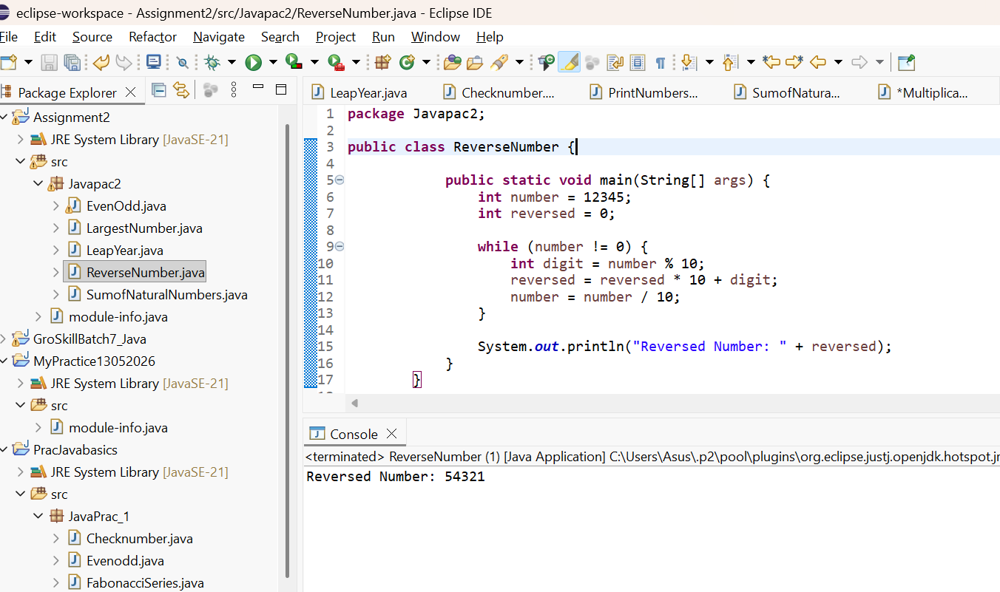 eclipse-workspace - Assignment2/src/Javapac2/ReverseNumber.java - Eclipse IDE
File Edit Source Refactor Navigate Search Project Run Window Help
Package Explorer
Assignment2
JRE System Library [JavaSE-21]
src
Javapac2
EvenOdd.java
LargestNumber.java
LeapYear.java
ReverseNumber.java
SumofNaturalNumbers.java
module-info.java
GroSkillBatch7_Java
MyPractice13052026
JRE System Library [JavaSE-21]
src
module-info.java
PracJavabasics
JRE System Library [JavaSE-21]
src
JavaPrac_1
Checknumber.java
Evenodd.java
FabonacciSeries.java
LeapYear.java Checknumber.... PrintNumbers... SumofNatura... *Multiplica...
1 package Javapac2;
2
3 public class ReverseNumber {
4
5 public static void main(String[] args) {
6 int number = 12345;
7 int reversed = 0;
8
9 while (number != 0) {
10 int digit = number % 10;
11 reversed = reversed * 10 + digit;
12 number = number / 10;
13 }
14
15 System.out.println("Reversed Number: " + reversed);
16 }
17 }
Console
<terminated> ReverseNumber (1) [Java Application] C:\Users\Asus\.p2\pool\plugins\org.eclipse.justj.openjdk.hotspot.jr
Reversed Number: 54321